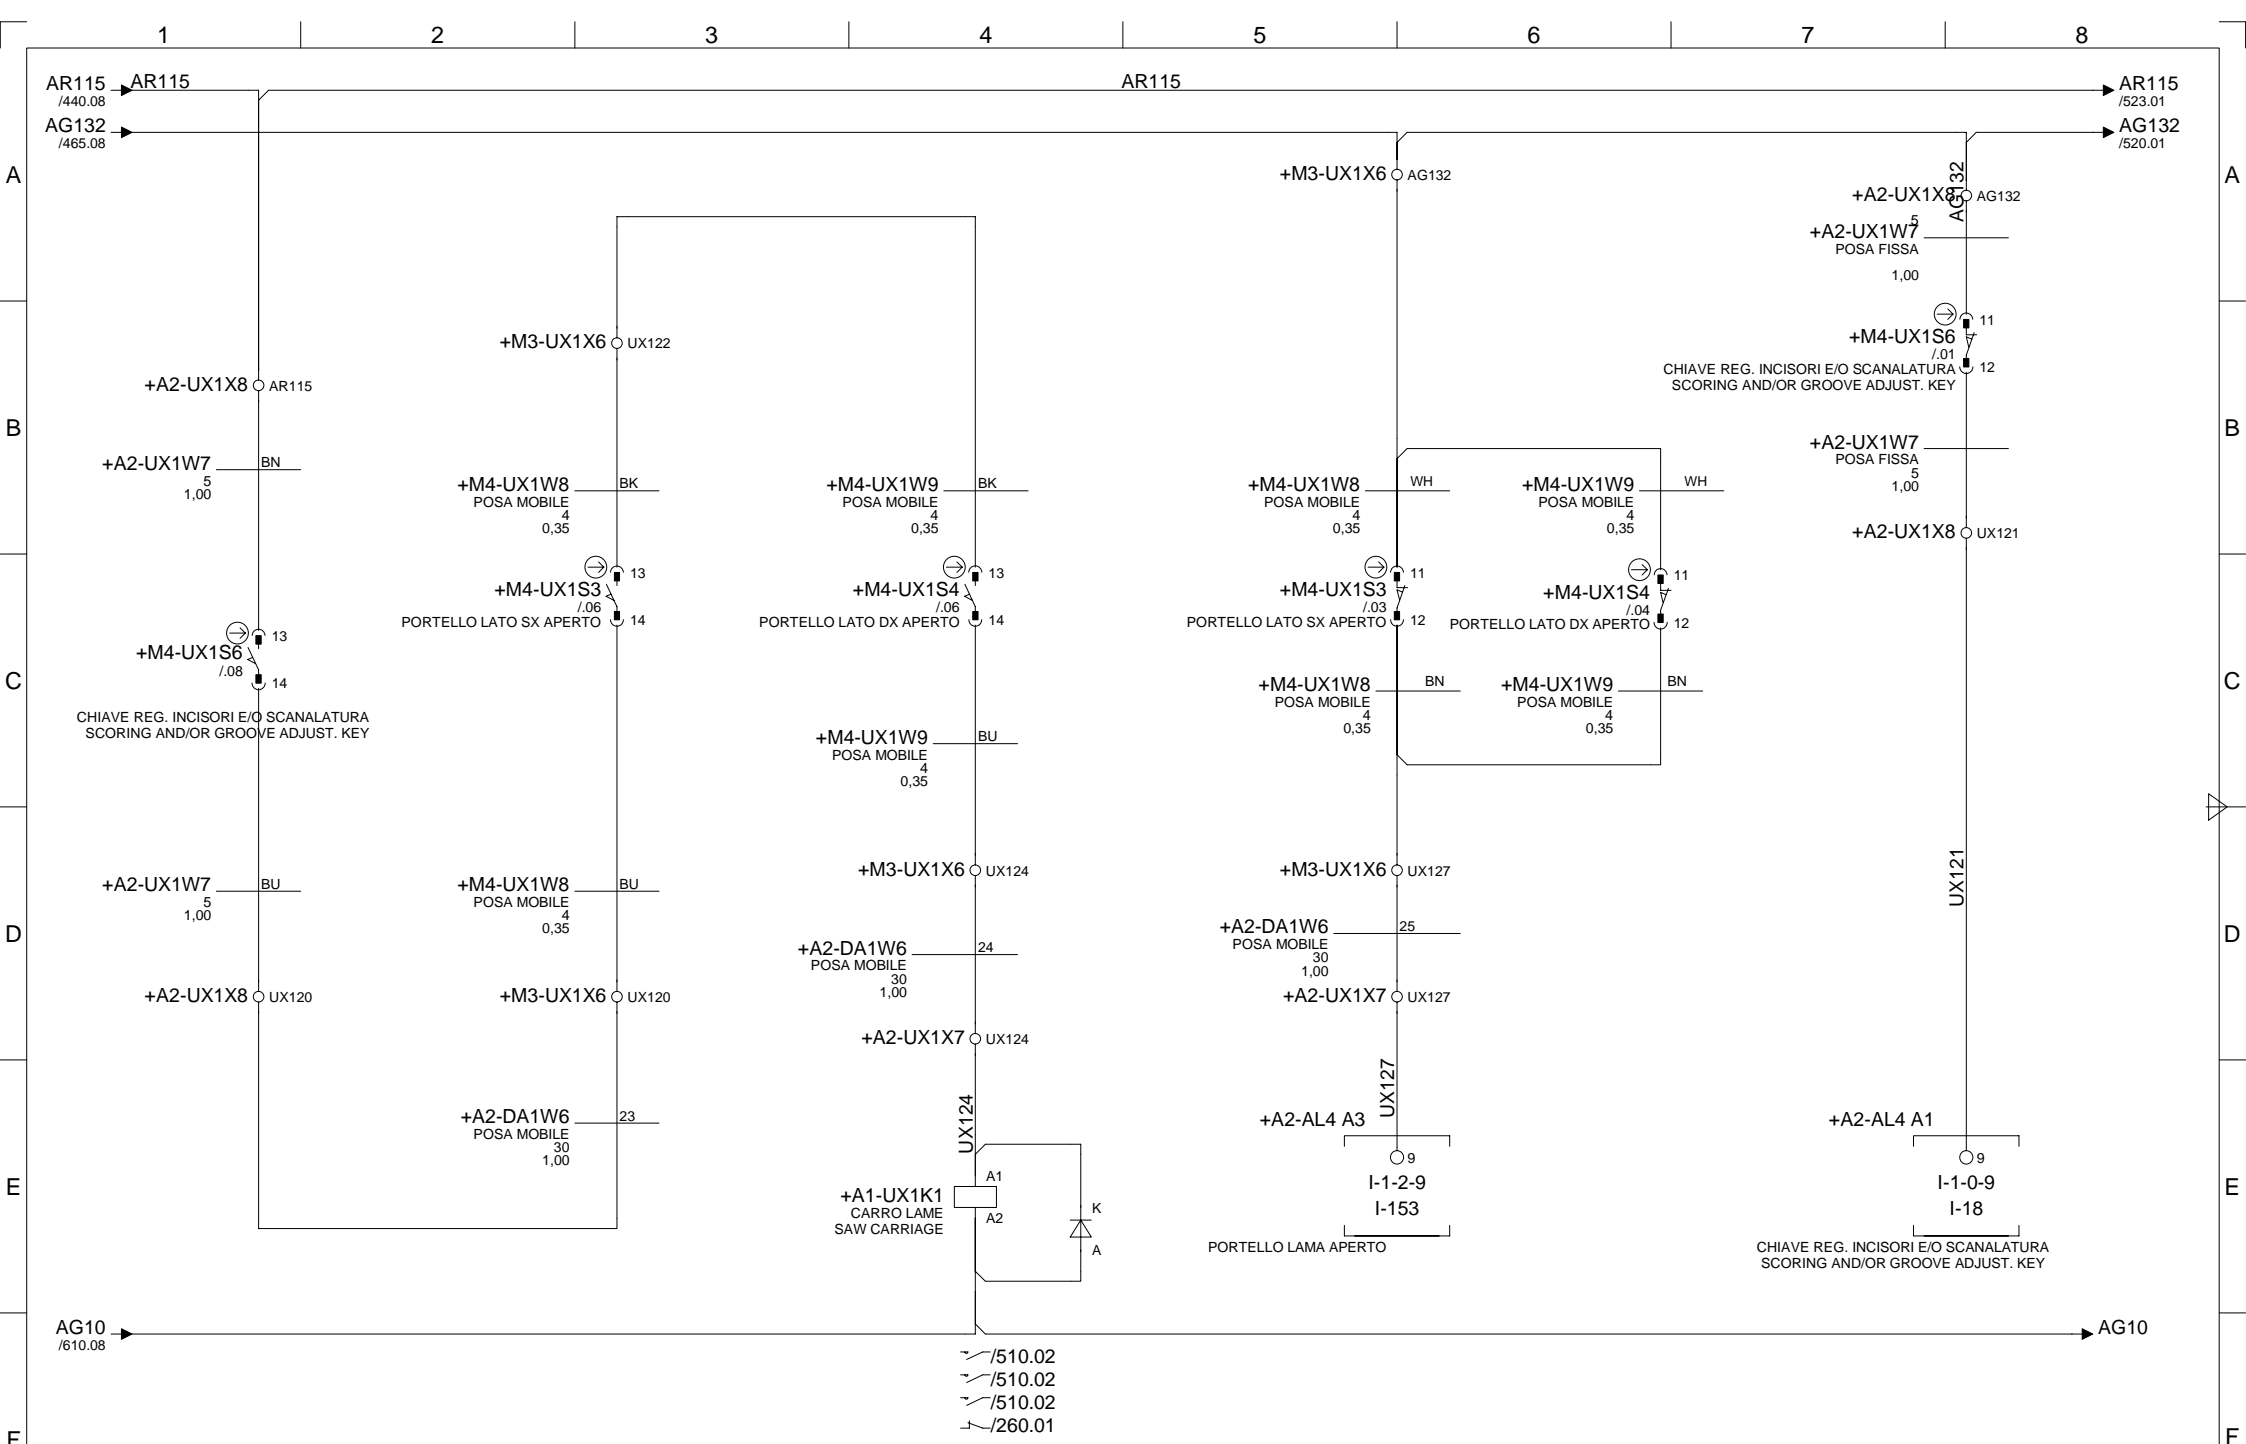 1 2 3 4 5 6 7 8
AR115 AR115 AR115 AR115
/440.08 /523.01
AG132 AG132
/465.08 /520.01
A A
+M3-UX1X6 AG132
AG132
+A2-UX1X8 AG132
+A2-UX1W7
5
POSA FISSA
1,00
+M4-UX1S6
/.01
11
12
CHIAVE REG. INCISORI E/O SCANALATURA
SCORING AND/OR GROOVE ADJUST. KEY
+M3-UX1X6 UX122
+A2-UX1X8 AR115
B B
+A2-UX1W7 BN
5
1,00
+M4-UX1W8 BK
POSA MOBILE
4
0,35
+M4-UX1W9 BK
POSA MOBILE
4
0,35
+M4-UX1W8 WH
POSA MOBILE
4
0,35
+M4-UX1W9 WH
POSA MOBILE
4
0,35
+A2-UX1W7
POSA FISSA
5
1,00
+A2-UX1X8 UX121
13
+M4-UX1S3
/.06
PORTELLO LATO SX APERTO 14
13
+M4-UX1S4
/.06
PORTELLO LATO DX APERTO 14
11
+M4-UX1S3
/.03
PORTELLO LATO SX APERTO 12
11
+M4-UX1S4
/.04
PORTELLO LATO DX APERTO 12
13
+M4-UX1S6
/.08
14
C C
CHIAVE REG. INCISORI E/O SCANALATURA
SCORING AND/OR GROOVE ADJUST. KEY
+M4-UX1W8 BN
POSA MOBILE
4
0,35
+M4-UX1W9 BN
POSA MOBILE
4
0,35
+M4-UX1W9 BU
POSA MOBILE
4
0,35
+A2-UX1W7 BU
5
1,00
+M4-UX1W8 BU
POSA MOBILE
4
0,35
+M3-UX1X6 UX124
+M3-UX1X6 UX127
UX121
D D
+A2-DA1W6 24
POSA MOBILE
30
1,00
+A2-DA1W6 25
POSA MOBILE
30
1,00
+A2-UX1X8 UX120
+M3-UX1X6 UX120
+A2-UX1X7 UX127
+A2-UX1X7 UX124
+A2-DA1W6 23
POSA MOBILE
30
1,00
UX124
UX127
+A2-AL4 A3
9
I-1-2-9
I-153
PORTELLO LAMA APERTO
+A2-AL4 A1
9
I-1-0-9
I-18
CHIAVE REG. INCISORI E/O SCANALATURA
SCORING AND/OR GROOVE ADJUST. KEY
E E
A1
+A1-UX1K1
CARRO LAME
SAW CARRIAGE
A2
K
A
AG10 AG10
/610.08
/510.02
/510.02
/510.02
/260.01
F F